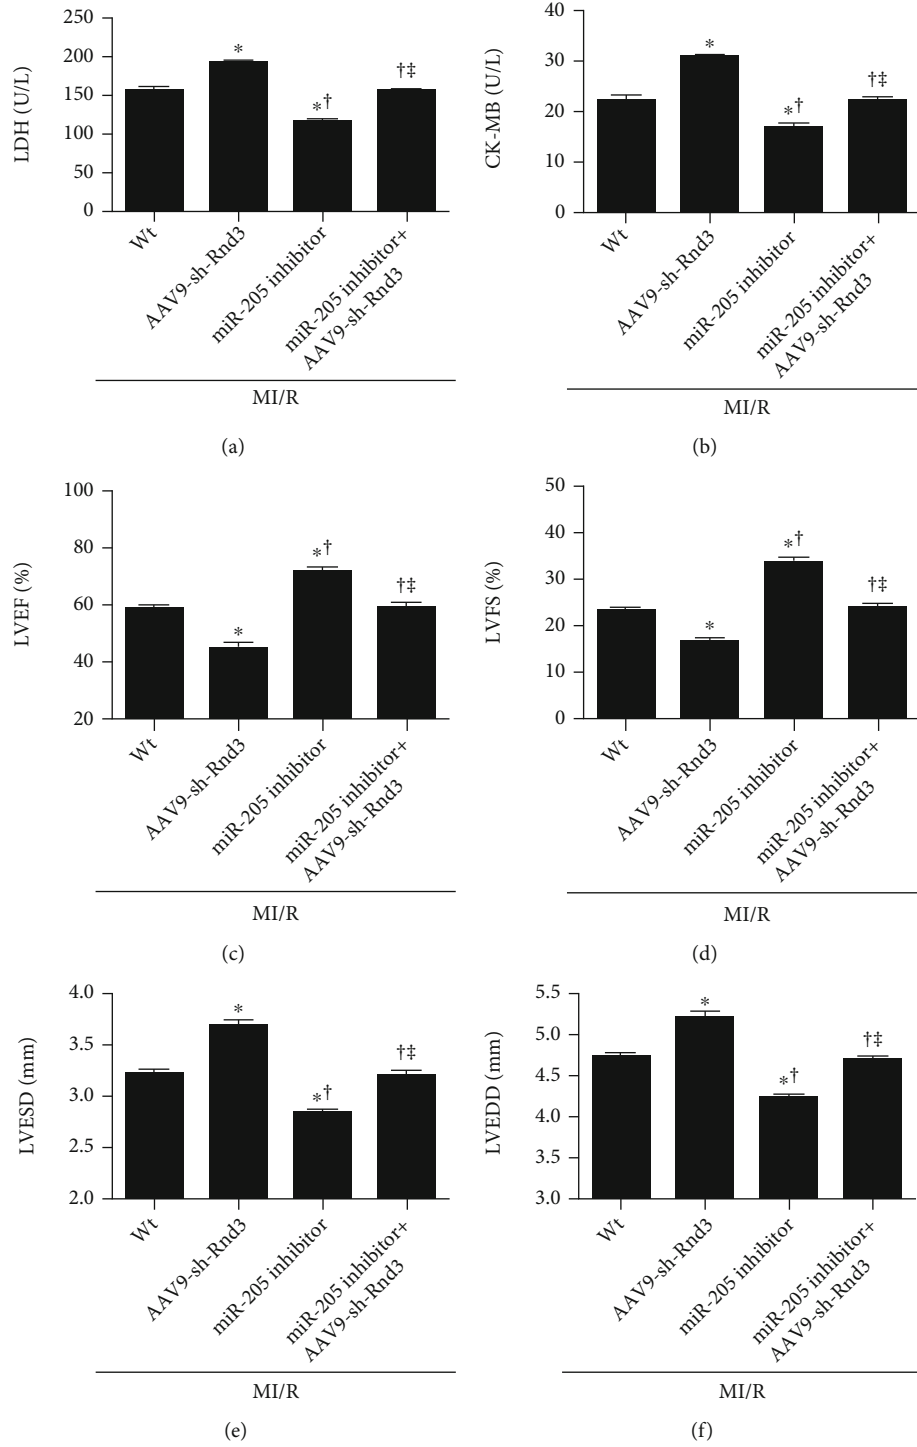 LDH (U/L)
250
200
150
100
50
0
*
*†
†‡
Wt
AAV9-sh-Rnd3
miR-205 inhibitor
miR-205 inhibitor+
AAV9-sh-Rnd3
MI/R
(a)
CK-MB (U/L)
40
30
20
10
0
*
*†
†‡
Wt
AAV9-sh-Rnd3
miR-205 inhibitor
miR-205 inhibitor+
AAV9-sh-Rnd3
MI/R
(b)
LVEF (%)
100
80
60
40
20
*
*†
†‡
Wt
AAV9-sh-Rnd3
miR-205 inhibitor
miR-205 inhibitor+
AAV9-sh-Rnd3
MI/R
(c)
LVFS (%)
50
40
30
20
10
0
*
*†
†‡
Wt
AAV9-sh-Rnd3
miR-205 inhibitor
miR-205 inhibitor+
AAV9-sh-Rnd3
MI/R
(d)
LVESD (mm)
4.0
3.5
3.0
2.5
2.0
*
*†
†‡
Wt
AAV9-sh-Rnd3
miR-205 inhibitor
miR-205 inhibitor+
AAV9-sh-Rnd3
MI/R
(e)
LVEDD (mm)
5.5
5.0
4.5
4.0
3.5
3.0
*
*†
†‡
Wt
AAV9-sh-Rnd3
miR-205 inhibitor
miR-205 inhibitor+
AAV9-sh-Rnd3
MI/R
(f)